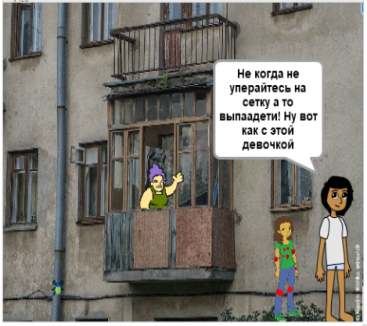 Не когда не
упирайтесь на
сетку а то
выпаадети! Ну вот
как с этой
девочкой